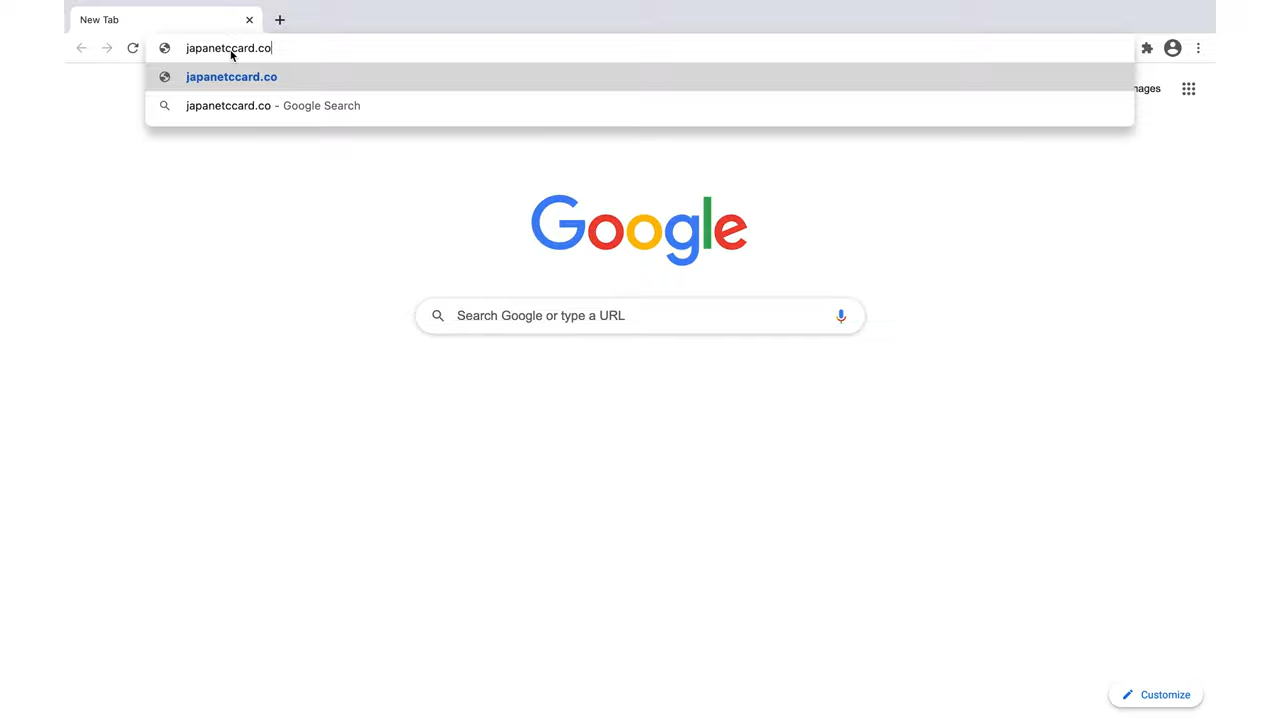 New Tab
japanetccard.co
japanetccard.co
japanetccard.co - Google Search
mages
Google
Search Google or type a URL
Customize